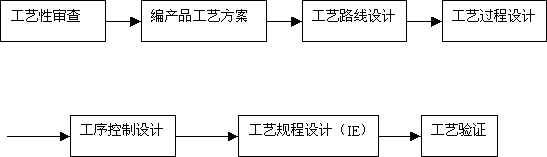 工艺性审查
编产品工艺方案
工艺路线设计
工艺过程设计
工序控制设计
工艺规程设计（IE）
工艺验证